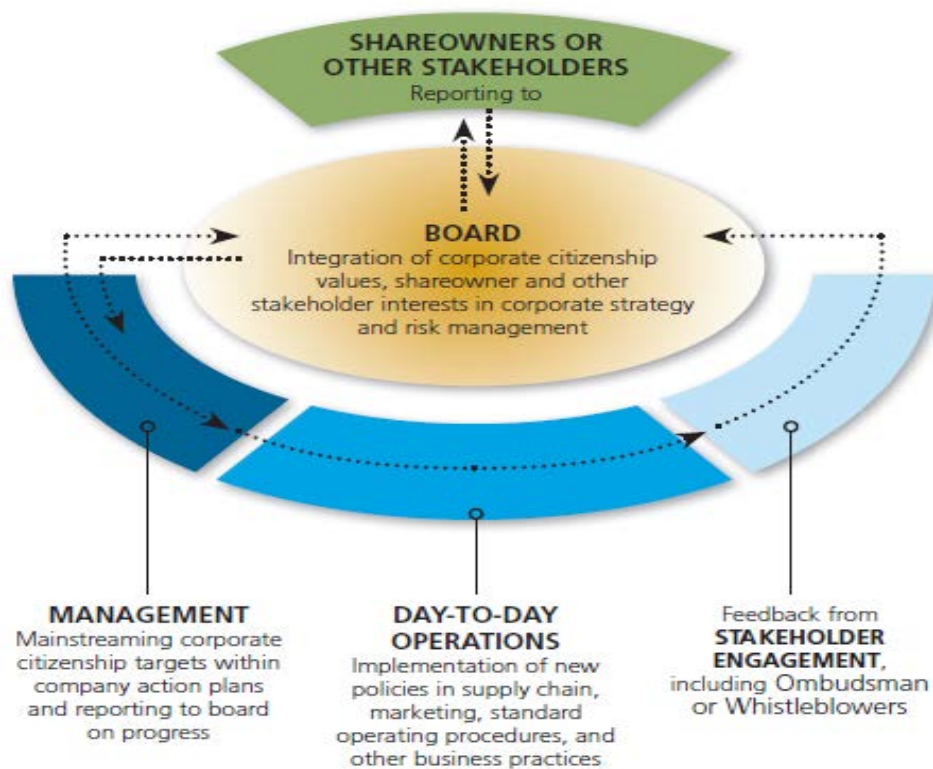 SHAREOWNERS OR
OTHER STAKEHOLDERS
Reporting to
BOARD
Integration of corporate citizenship
values, shareowner and other
stakeholder interests in corporate strategy
and risk management
MANAGEMENT
Mainstreaming corporate
citizenship targets within
company action plans
and reporting to board
on progress
DAY-TO-DAY
OPERATIONS
Implementation of new
policies in supply chain,
marketing, standard
operating procedures, and
other business practices
Feedback from
STAKEHOLDER
ENGAGEMENT,
including Ombudsman
or Whistleblowers